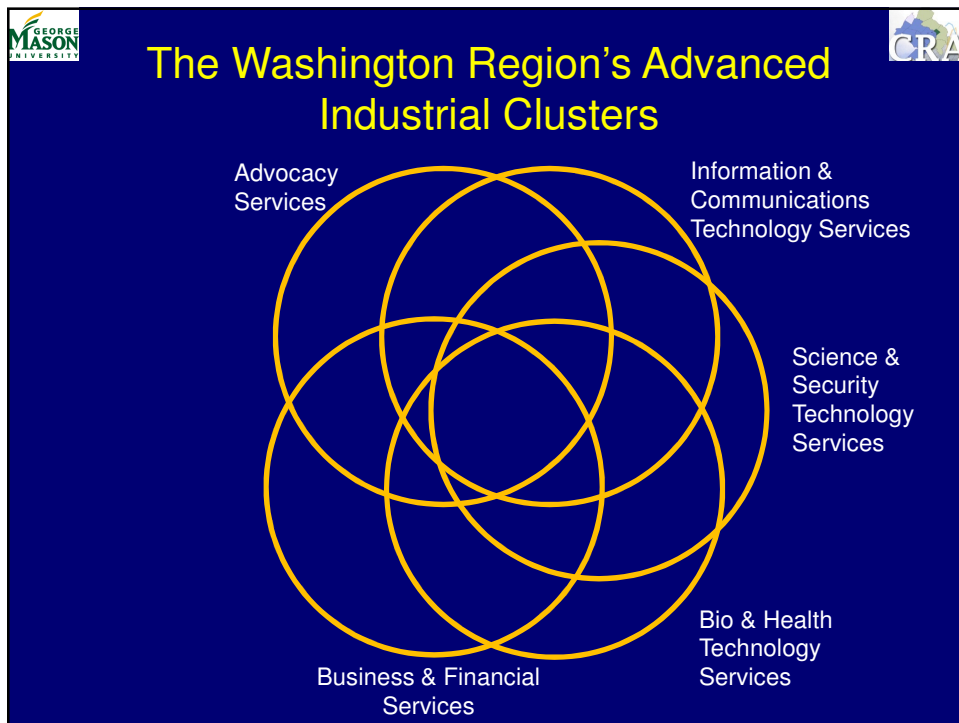 GEORGE
MASON
UNIVERSITY
CRA
The Washington Region's Advanced
Industrial Clusters
Advocacy
Services
Information &
Communications
Technology Services
Science &
Security
Technology
Services
Bio & Health
Technology
Services
Business & Financial
Services